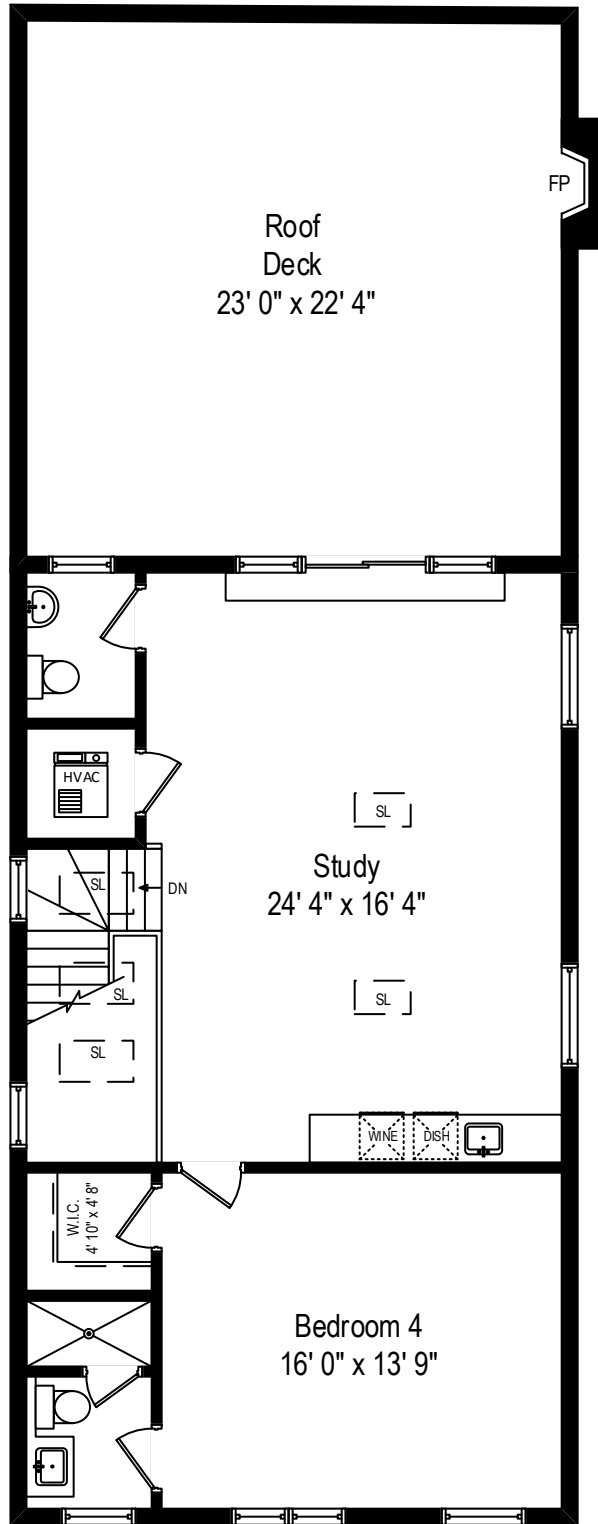 FP
Roof
Deck
23' 0" x 22' 4"
HVAC
SL
Study
24' 4" x 16' 4"
SL
DN
SL
SL
SL
WINE
DISH
W.I.C.
4' 10" x 4' 8"
Bedroom 4
16' 0" x 13' 9"